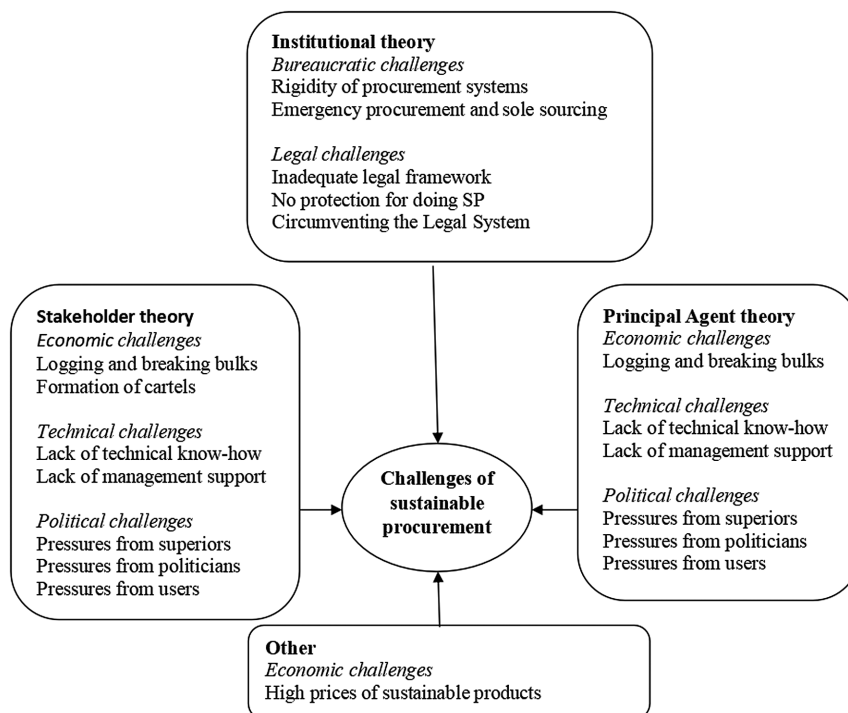 Institutional theory
Bureaucratic challenges
Rigidity of procurement systems
Emergency procurement and sole sourcing
Legal challenges
Inadequate legal framework
No protection for doing SP
Circumventing the Legal System
Stakeholder theory
Economic challenges
Logging and breaking bulks
Formation of cartels
Technical challenges
Lack of technical know-how
Lack of management support
Political challenges
Pressures from superiors
Pressures from politicians
Pressures from users
Challenges of
sustainable
procurement
Principal Agent theory
Economic challenges
Logging and breaking bulks
Technical challenges
Lack of technical know-how
Lack of management support
Political challenges
Pressures from superiors
Pressures from politicians
Pressures from users
Other
Economic challenges
High prices of sustainable products